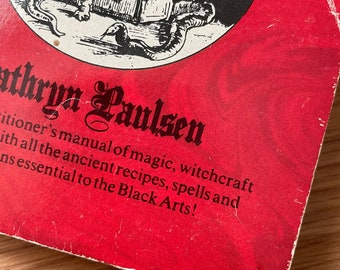 athryn Paulsen
itioner's manual of magic, witchcraft
ith all the ancient recipes, spells and
ns essential to the Black Arts!